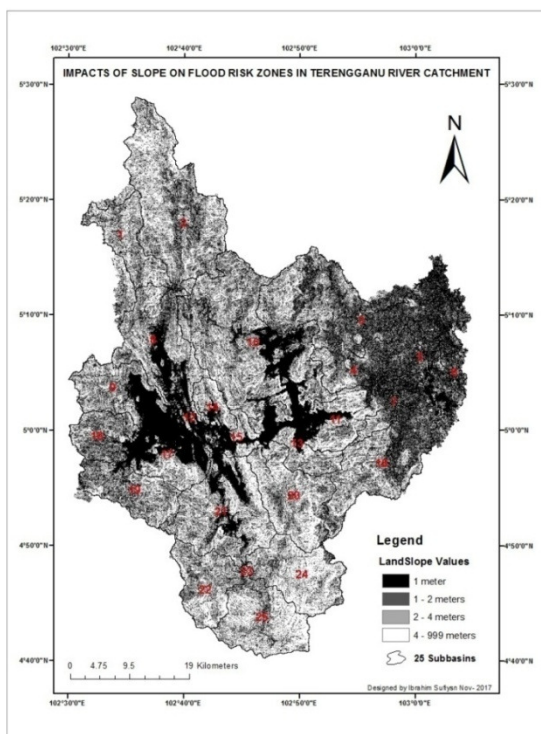 102°30'0"E 102°40'0"E 102°50'0"E 103°0'0"E
IMPACTS OF SLOPE ON FLOOD RISK ZONES IN TERENGGANU RIVER CATCHMENT
5°30'0"N 5°30'0"N
N
5°20'0"N 5°20'0"N
5°10'0"N 5°10'0"N
5°0'0"N 5°0'0"N
20
4°50'0"N 4°50'0"N
24
22
Legend
LandSlope Values
1 meter
1 - 2 meters
2 - 4 meters
4 - 999 meters
25 Subbasins
4°40'0"N 4°40'0"N
0 4.75 9.5 19 Kilometers
Designed by Ibrahim Sufiyan Nov- 2017
102°30'0"E 102°40'0"E 102°50'0"E 103°0'0"E